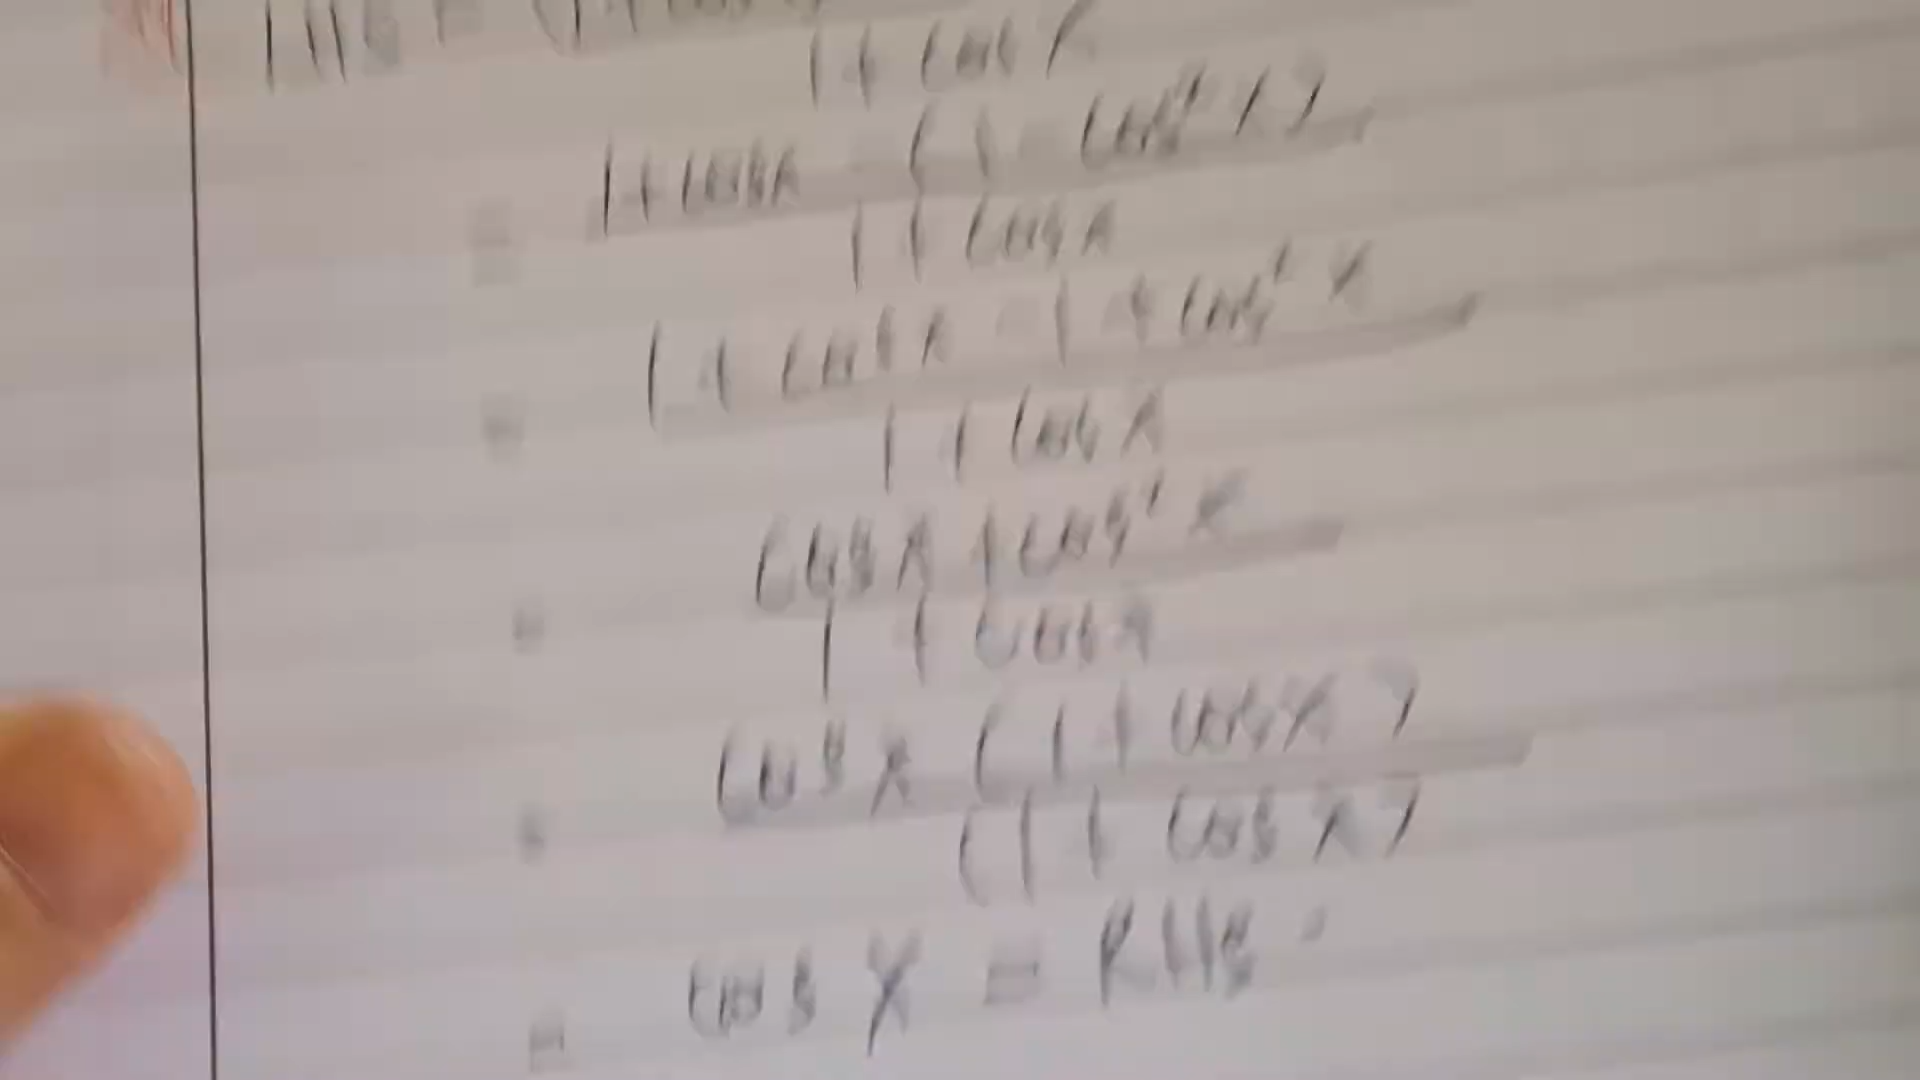 LHS =
1 + cos x
1 + cos x - (1 - cos² x)
1 + cos x
= 
1 + cos x - 1 + cos² x
=
1 + cos x
cos x + cos² x
=
1 + cos x
cos x (1 + cos x)
=
(1 + cos x)
= cos x = RHS.